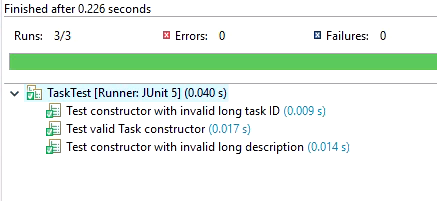 Finished after 0.226 seconds
Runs: 3/3 Errors: 0 Failures: 0
TaskTest [Runner: JUnit 5] (0.040 s)
Test constructor with invalid long task ID (0.009 s)
Test valid Task constructor (0.017 s)
Test constructor with invalid long description (0.014 s)